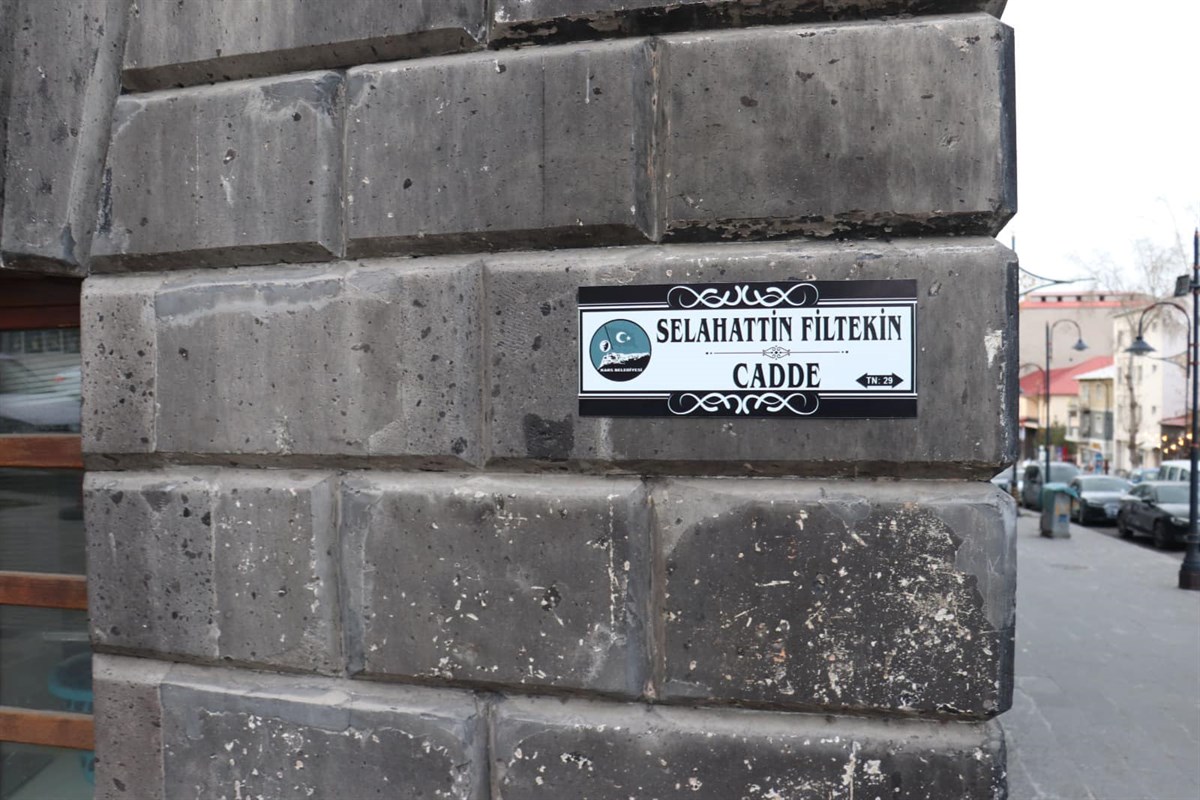 SELAHATTİN FİLTEKİN
CADDE
TN: 29
KARS BELEDİYESİ